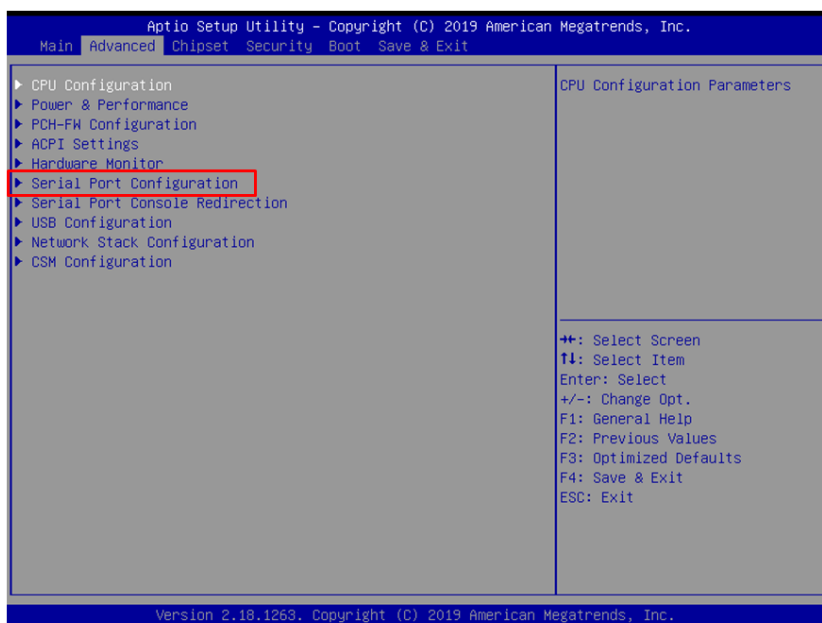 Aptio Setup Utility – Copyright (C) 2019 American Megatrends, Inc.
Main Advanced Chipset Security Boot Save & Exit
CPU Configuration
Power & Performance
PCH-FW Configuration
ACPI Settings
Hardware Monitor
Serial Port Configuration
Serial Port Console Redirection
USB Configuration
Network Stack Configuration
CSM Configuration
CPU Configuration Parameters
→←: Select Screen
↑↓: Select Item
Enter: Select
+/-: Change Opt.
F1: General Help
F2: Previous Values
F3: Optimized Defaults
F4: Save & Exit
ESC: Exit
Version 2.18.1263. Copyright (C) 2019 American Megatrends, Inc.